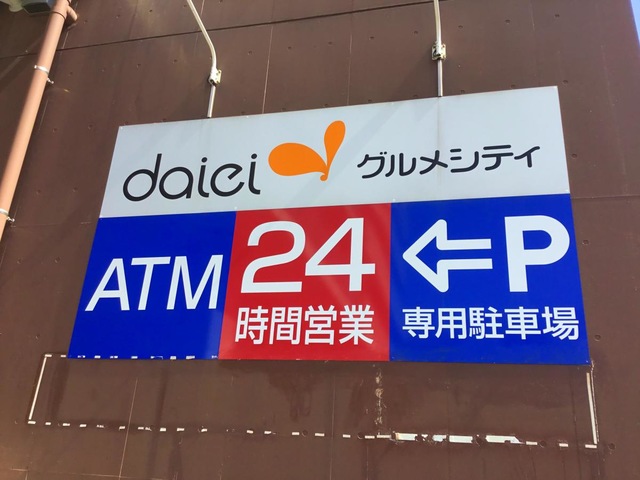 daiei グルメシティ
ATM
24
時間営業
P
専用駐車場